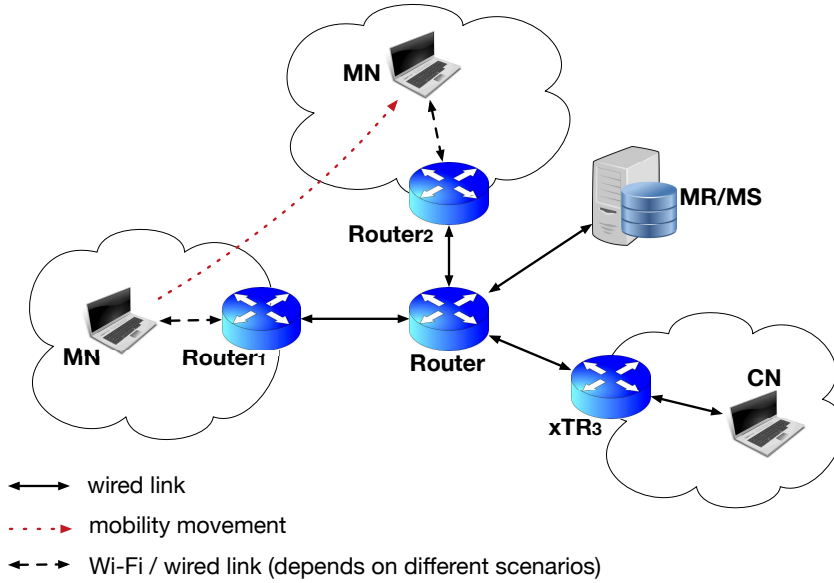 MN
MR/MS
Router2
MN
Router1
Router
CN
xTR3
wired link
mobility movement
Wi-Fi / wired link (depends on different scenarios)